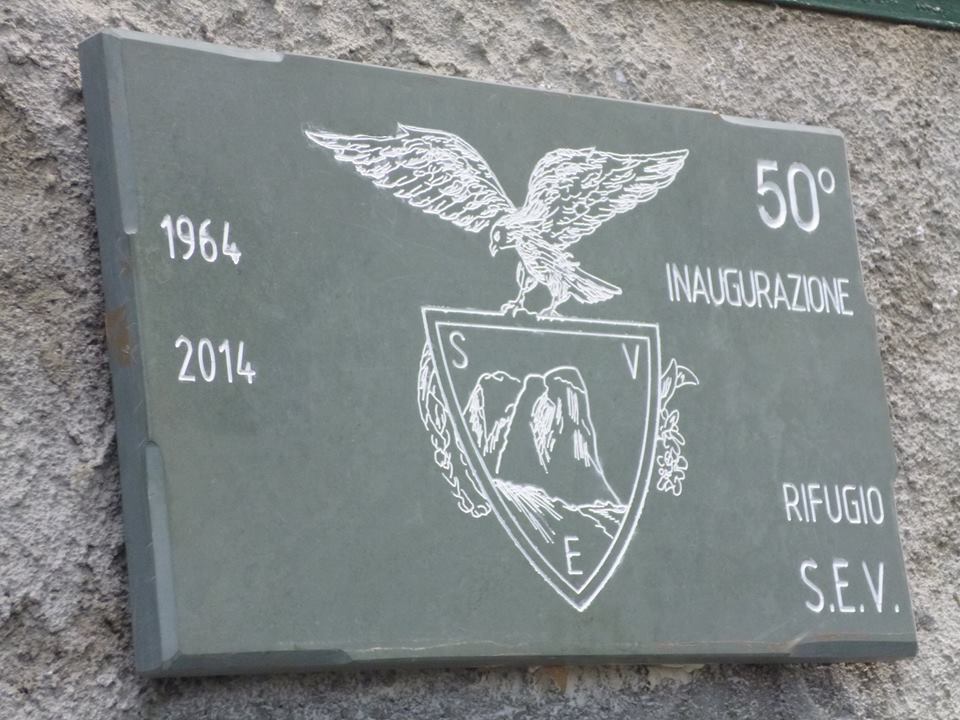 1964
2014
S V
E
50°
INAUGURAZIONE
RIFUGIO
S.E.V.